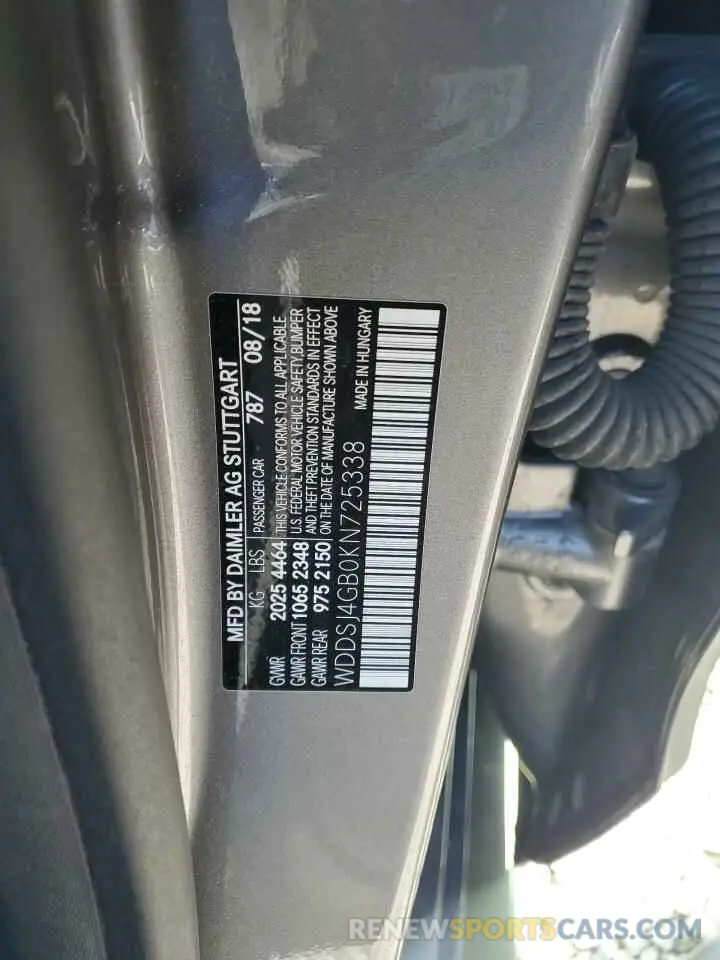 MFD BY DAIMLER AG STUTTGART
KG LBS PASSENGER CAR 787 08/18
GVWR 2025 4464 THIS VEHICLE CONFORMS TO ALL APPLICABLE
GAWR FRONT 1065 2348 U.S. FEDERAL MOTOR VEHICLE SAFETY, BUMPER
GAWR REAR 975 2150 AND THEFT PREVENTION STANDARDS IN EFFECT
ON THE DATE OF MANUFACTURE SHOWN ABOVE
WDDSJ4GB0KN725338 MADE IN HUNGARY
RENEWSPORTSCARS.COM